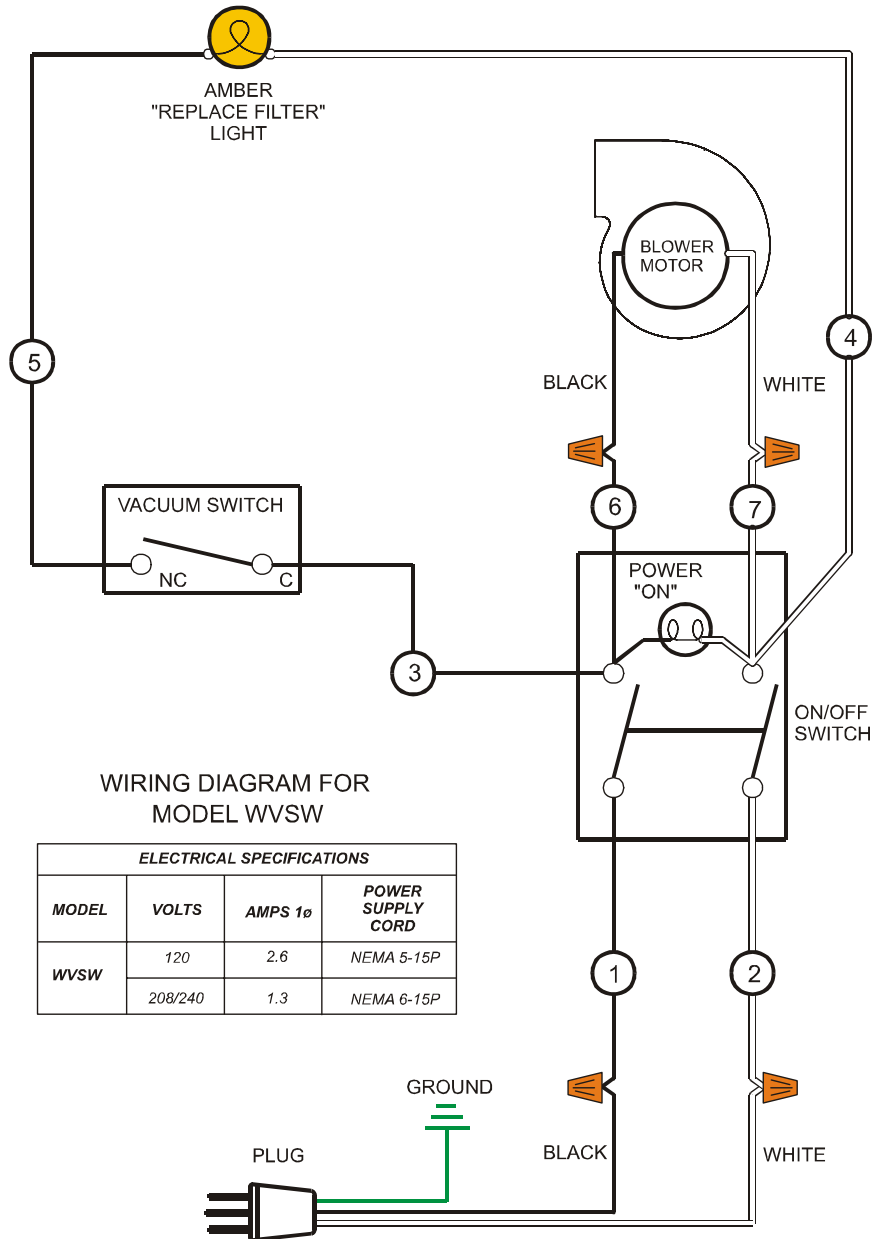 AMBER
"REPLACE FILTER"
LIGHT
BLOWER
MOTOR
4
5
BLACK
WHITE
VACUUM SWITCH
6
7
NC
C
POWER
"ON"
3
ON/OFF
SWITCH
WIRING DIAGRAM FOR
MODEL WVSW
ELECTRICAL SPECIFICATIONS
MODEL VOLTS AMPS 1ø POWER SUPPLY CORD
WVSW 120 2.6 NEMA 5-15P
208/240 1.3 NEMA 6-15P
1
2
GROUND
BLACK
WHITE
PLUG